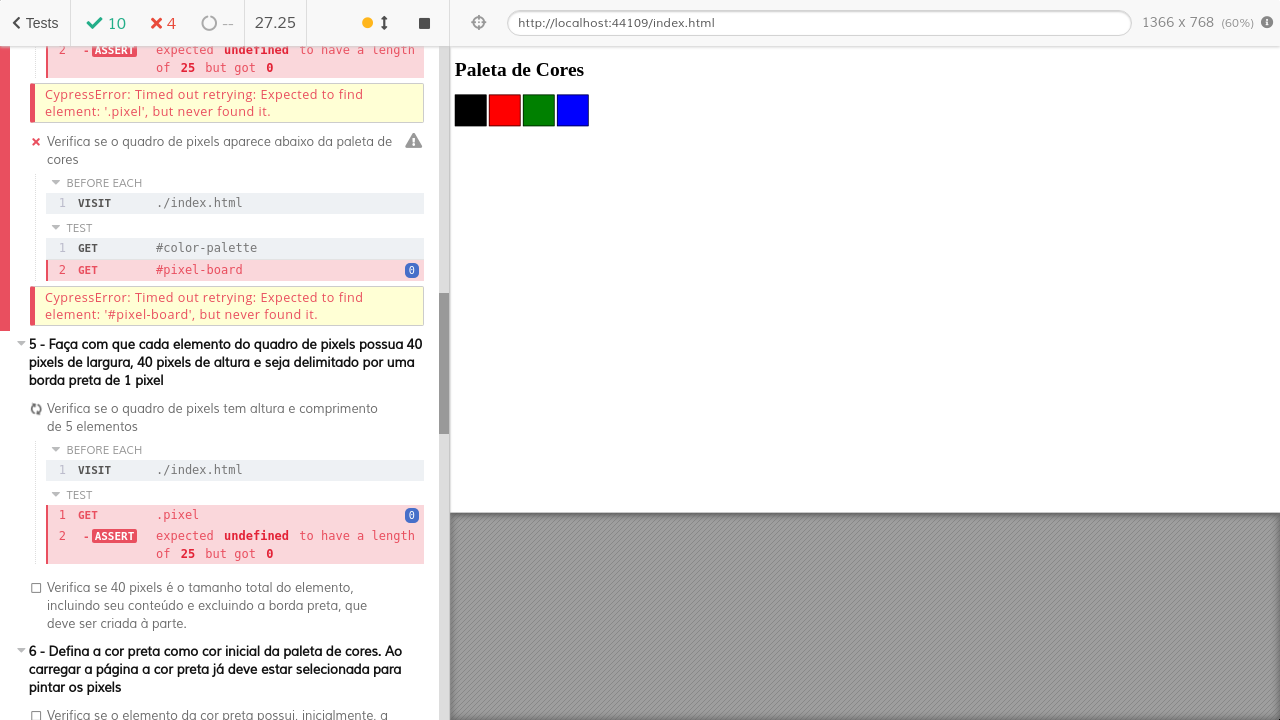 Tests
10
4
--
27.25
http://localhost:44109/index.html
1366 x 768 (60%)
2 - ASSERT expected undefined to have a length
of 25 but got 0
CypressError: Timed out retrying: Expected to find
element: '.pixel', but never found it.
Verifica se o quadro de pixels aparece abaixo da paleta de
cores
BEFORE EACH
1 VISIT ./index.html
TEST
1 GET #color-palette
2 GET #pixel-board 0
CypressError: Timed out retrying: Expected to find
element: '#pixel-board', but never found it.
5 - Faça com que cada elemento do quadro de pixels possua 40
pixels de largura, 40 pixels de altura e seja delimitado por uma
borda preta de 1 pixel
Verifica se o quadro de pixels tem altura e comprimento
de 5 elementos
BEFORE EACH
1 VISIT ./index.html
TEST
1 GET .pixel 0
2 - ASSERT expected undefined to have a length
of 25 but got 0
Verifica se 40 pixels é o tamanho total do elemento,
incluindo seu conteúdo e excluindo a borda preta, que
deve ser criada à parte.
6 - Defina a cor preta como cor inicial da paleta de cores. Ao
carregar a página a cor preta já deve estar selecionada para
pintar os pixels
Verifica se o elemento da cor preta possui, inicialmente, a
Paleta de Cores